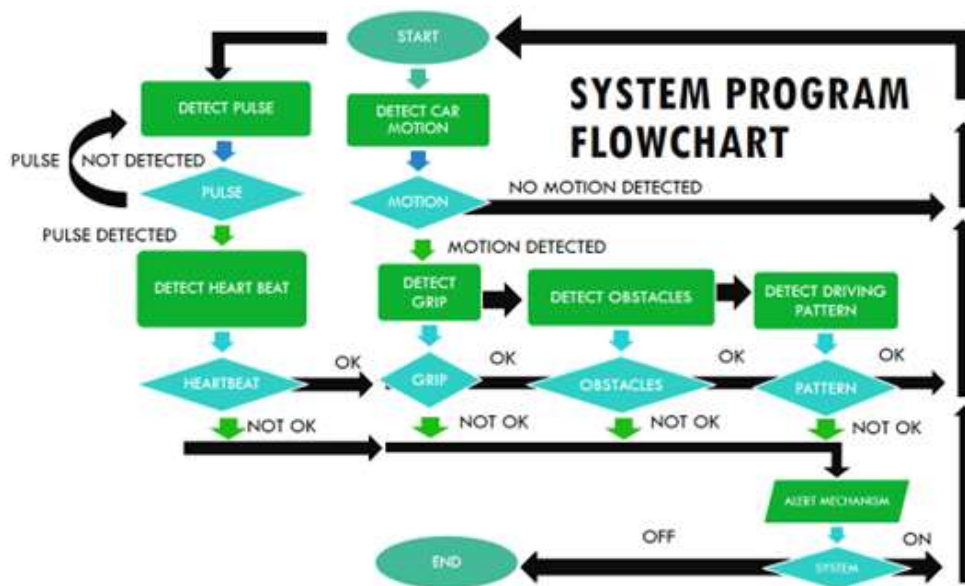 START
SYSTEM PROGRAM
FLOWCHART
DETECT PULSE
DETECT CAR
MOTION
PULSE NOT DETECTED
PULSE
MOTION
NO MOTION DETECTED
PULSE DETECTED
MOTION DETECTED
DETECT HEART BEAT
DETECT
GRIP
DETECT OBSTACLES
DETECT DRIVING
PATTERN
OK
OK
OK
OK
HEARTBEAT
GRIP
OBSTACLES
PATTERN
NOT OK
NOT OK
NOT OK
NOT OK
ALERT MECHANISM
OFF
ON
END
SYSTEM